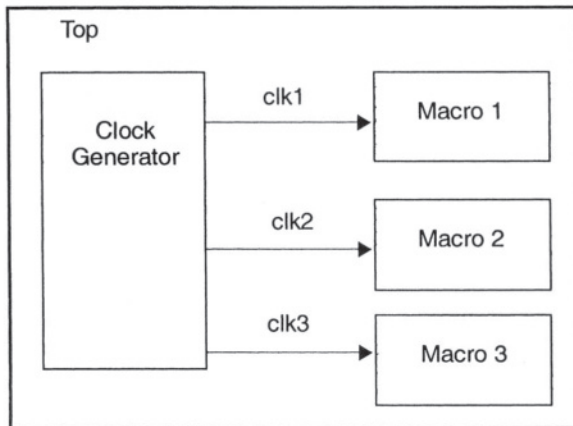 Top
Clock
Generator
clk1
Macro 1
clk2
Macro 2
clk3
Macro 3